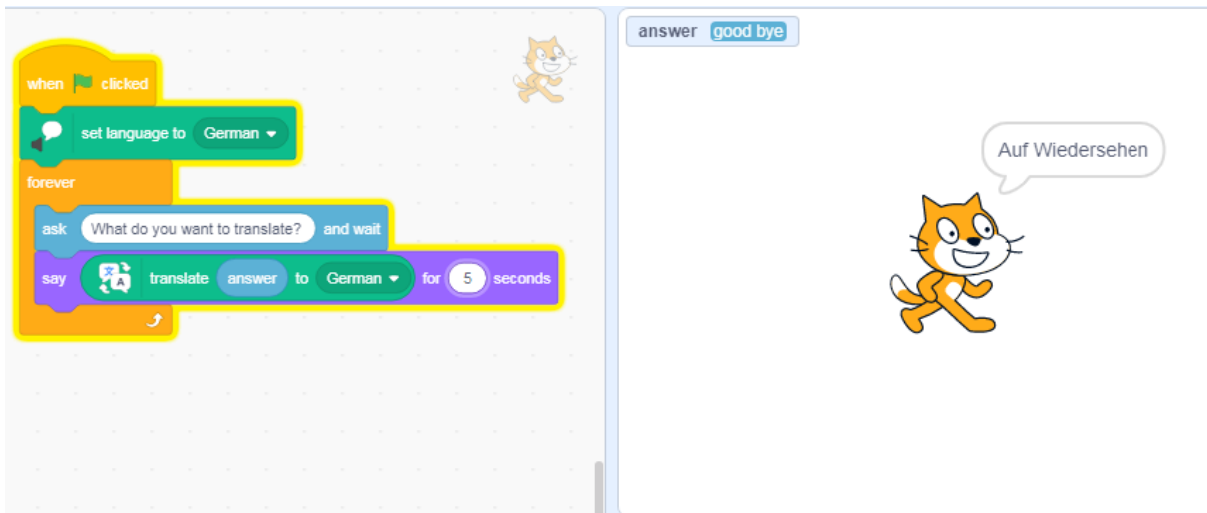 when clicked
set language to German
forever
ask What do you want to translate? and wait
say translate answer to German for 5 seconds
answer good bye
Auf Wiedersehen